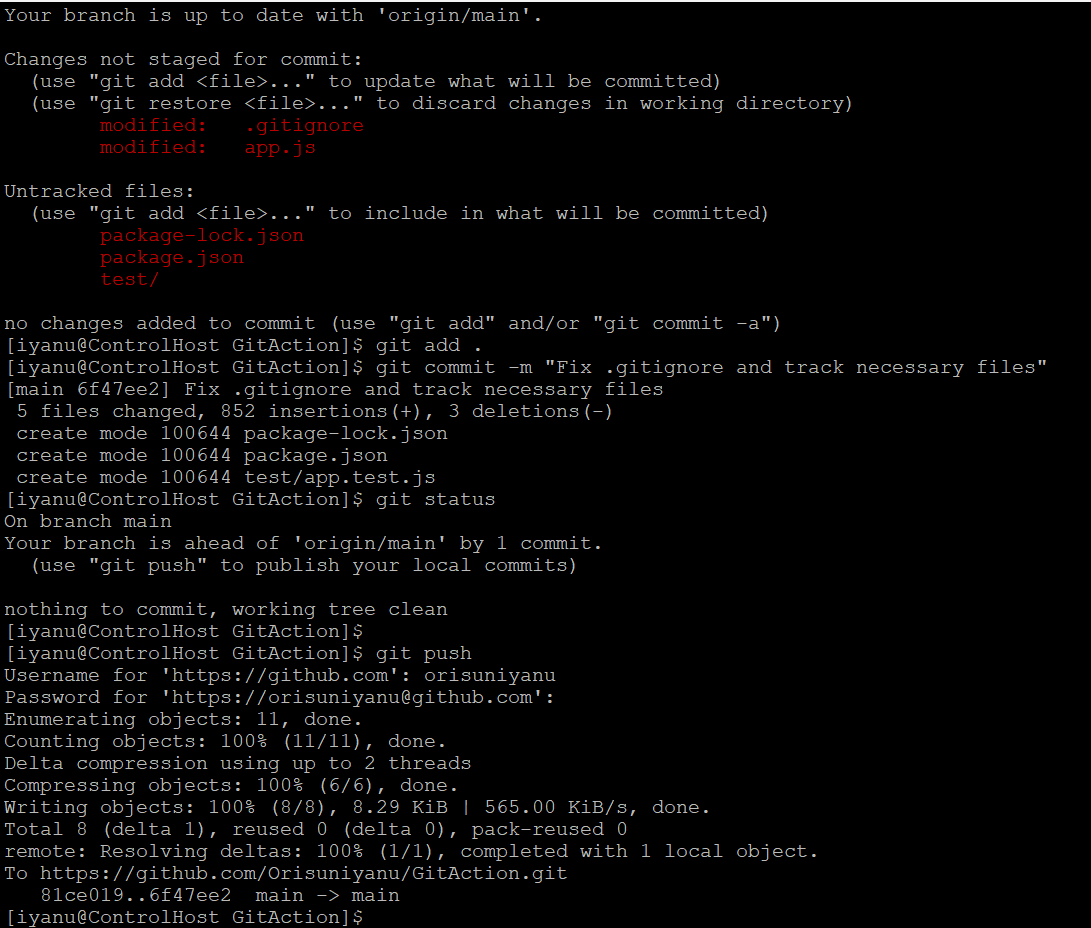 Your branch is up to date with 'origin/main'.
Changes not staged for commit:
  (use "git add <file>..." to update what will be committed)
  (use "git restore <file>..." to discard changes in working directory)
        modified:   .gitignore
        modified:   app.js
Untracked files:
  (use "git add <file>..." to include in what will be committed)
        package-lock.json
        package.json
        test/
no changes added to commit (use "git add" and/or "git commit -a")
[iyanu@ControlHost GitAction]$ git add .
[iyanu@ControlHost GitAction]$ git commit -m "Fix .gitignore and track necessary files"
[main 6f47ee2] Fix .gitignore and track necessary files
 5 files changed, 852 insertions(+), 3 deletions(-)
 create mode 100644 package-lock.json
 create mode 100644 package.json
 create mode 100644 test/app.test.js
[iyanu@ControlHost GitAction]$ git status
On branch main
Your branch is ahead of 'origin/main' by 1 commit.
  (use "git push" to publish your local commits)
nothing to commit, working tree clean
[iyanu@ControlHost GitAction]$
[iyanu@ControlHost GitAction]$ git push
Username for 'https://github.com': orisuniyanu
Password for 'https://orisuniyanu@github.com':
Enumerating objects: 11, done.
Counting objects: 100% (11/11), done.
Delta compression using up to 2 threads
Compressing objects: 100% (6/6), done.
Writing objects: 100% (8/8), 8.29 KiB | 565.00 KiB/s, done.
Total 8 (delta 1), reused 0 (delta 0), pack-reused 0
remote: Resolving deltas: 100% (1/1), completed with 1 local object.
To https://github.com/Orisuniyanu/GitAction.git
   81ce019..6f47ee2  main -> main
[iyanu@ControlHost GitAction]$